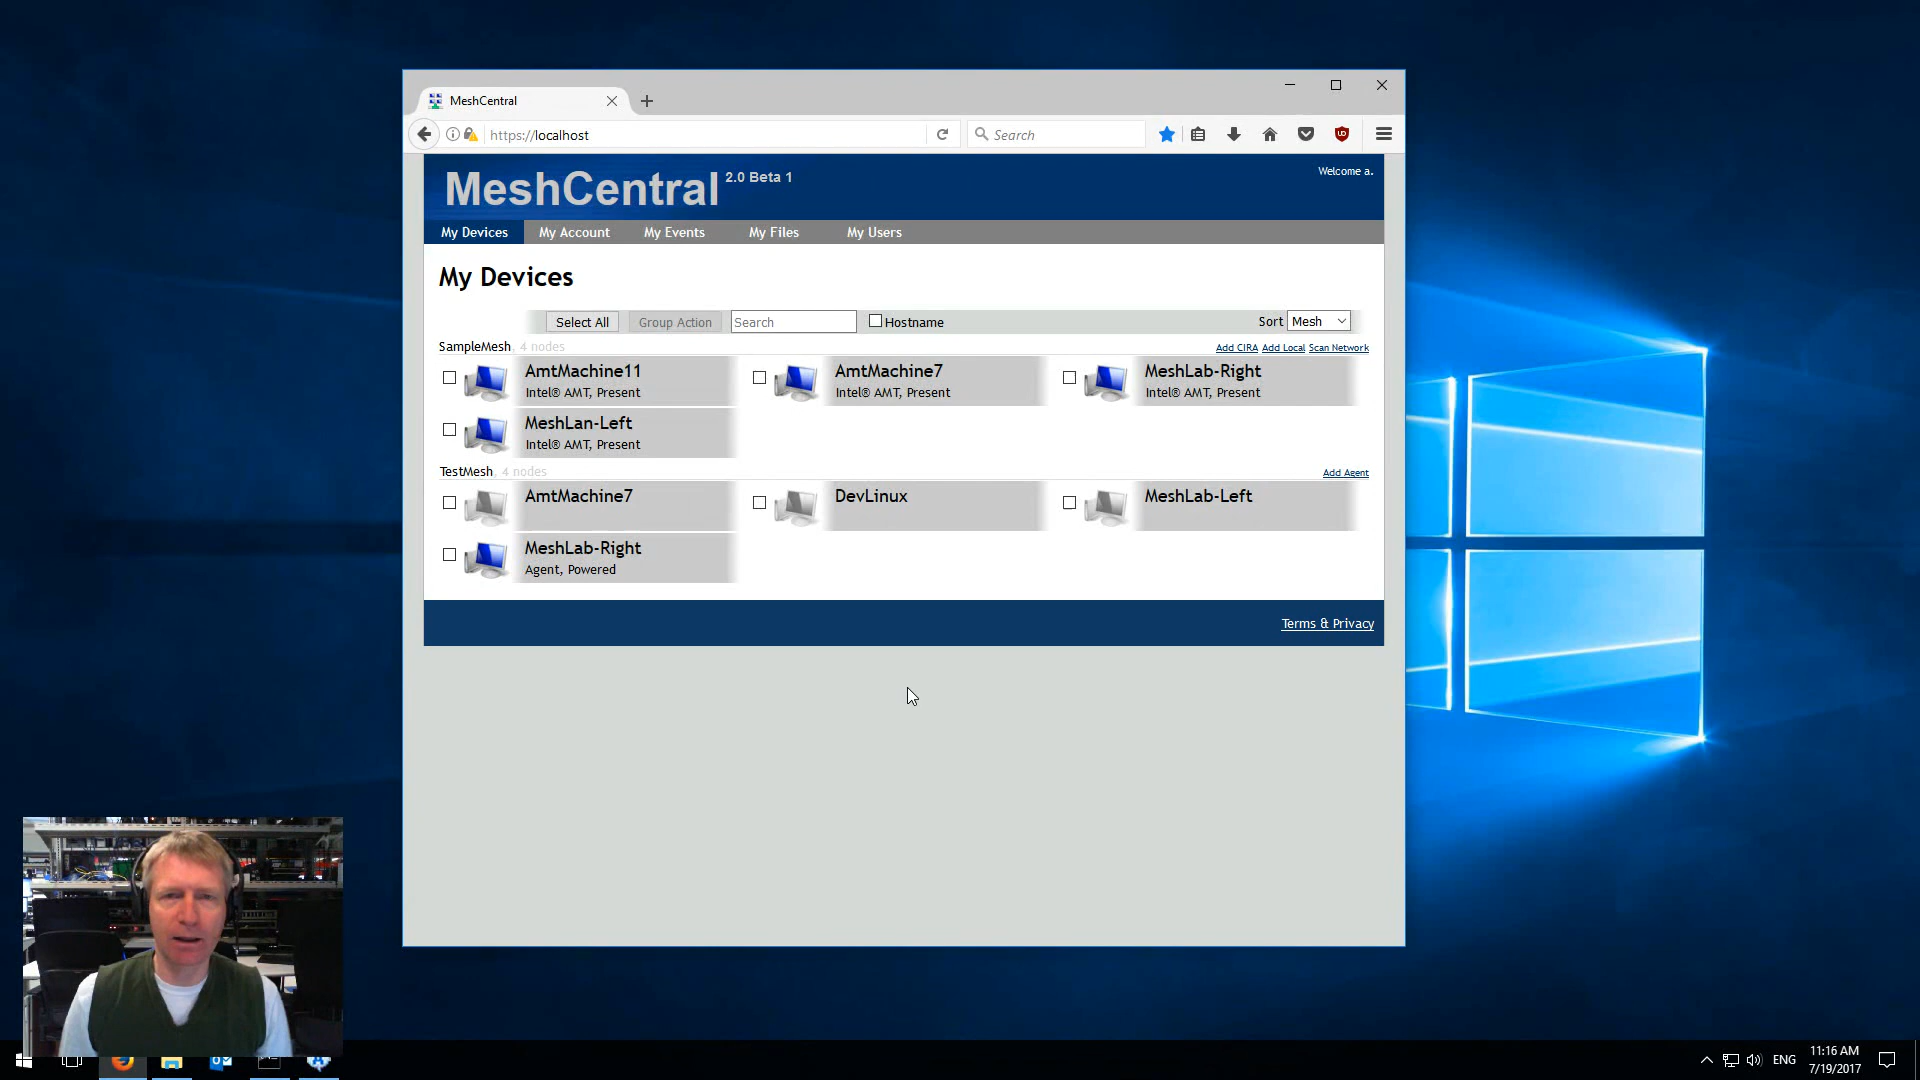 MeshCentral
https://localhost
Search
MeshCentral 2.0 Beta 1
Welcome a.
My Devices
My Account
My Events
My Files
My Users
My Devices
Select All
Group Action
Search
Hostname
Sort
Mesh
SampleMesh, 4 nodes
Add CIRA
Add Local
Scan Network
AmtMachine11
Intel® AMT, Present
AmtMachine7
Intel® AMT, Present
MeshLab-Right
Intel® AMT, Present
MeshLan-Left
Intel® AMT, Present
TestMesh, 4 nodes
Add Agent
AmtMachine7
DevLinux
MeshLab-Left
MeshLab-Right
Agent, Powered
Terms & Privacy
ENG
11:16 AM
7/19/2017